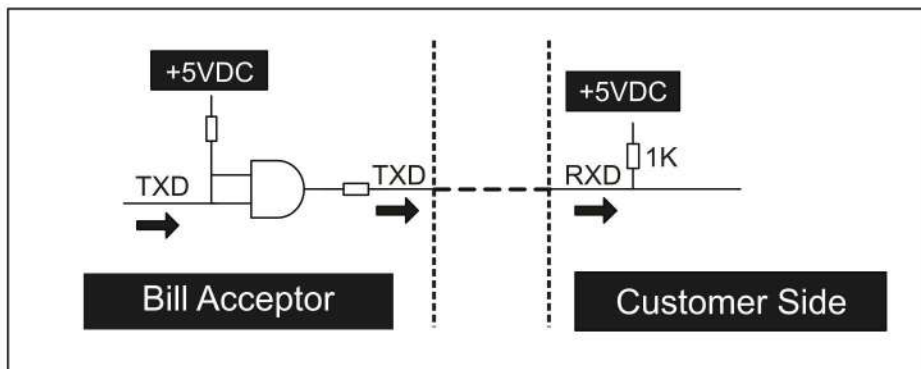 +5VDC
+5VDC
1K
TXD
TXD
RXD
Bill Acceptor
Customer Side